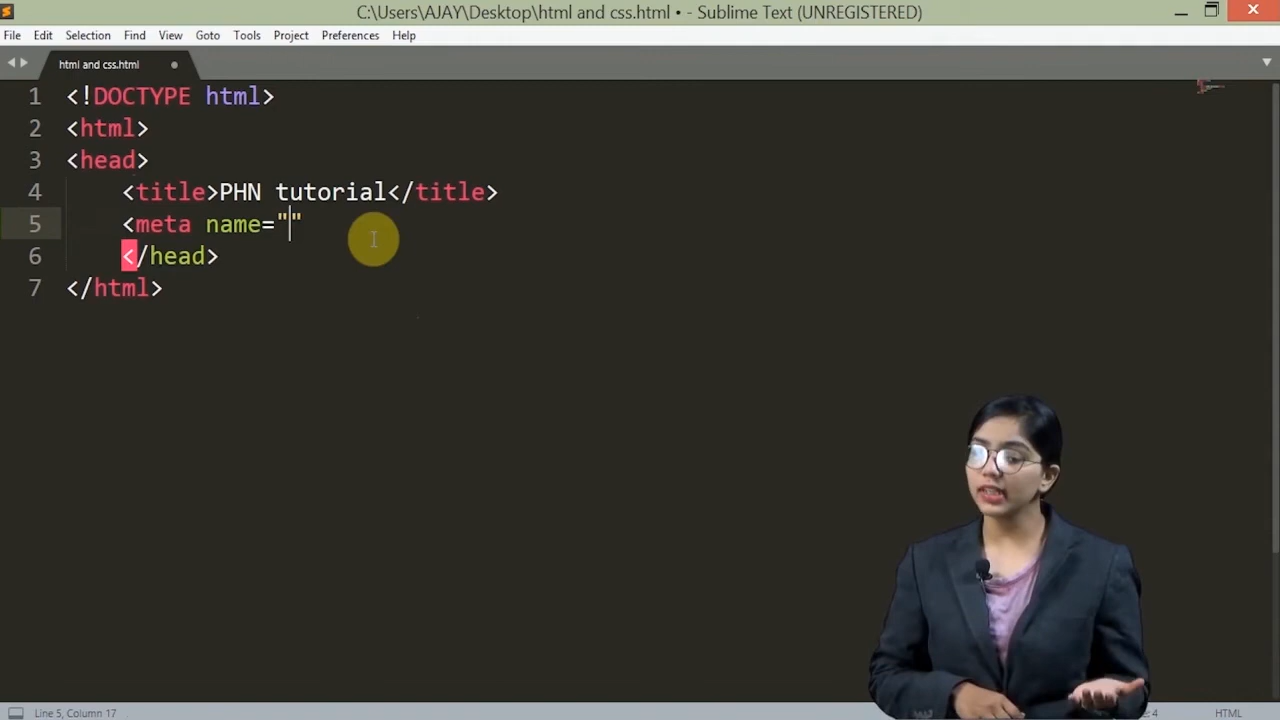 C:\Users\AJAY\Desktop\html and css.html • - Sublime Text (UNREGISTERED)
File Edit Selection Find View Goto Tools Project Preferences Help
html and css.html
1 <!DOCTYPE html>
2 <html>
3 <head>
4 <title>PHN tutorial</title>
5 <meta name=""
6 </head>
7 </html>
Line 5, Column 17 : 4 HTML